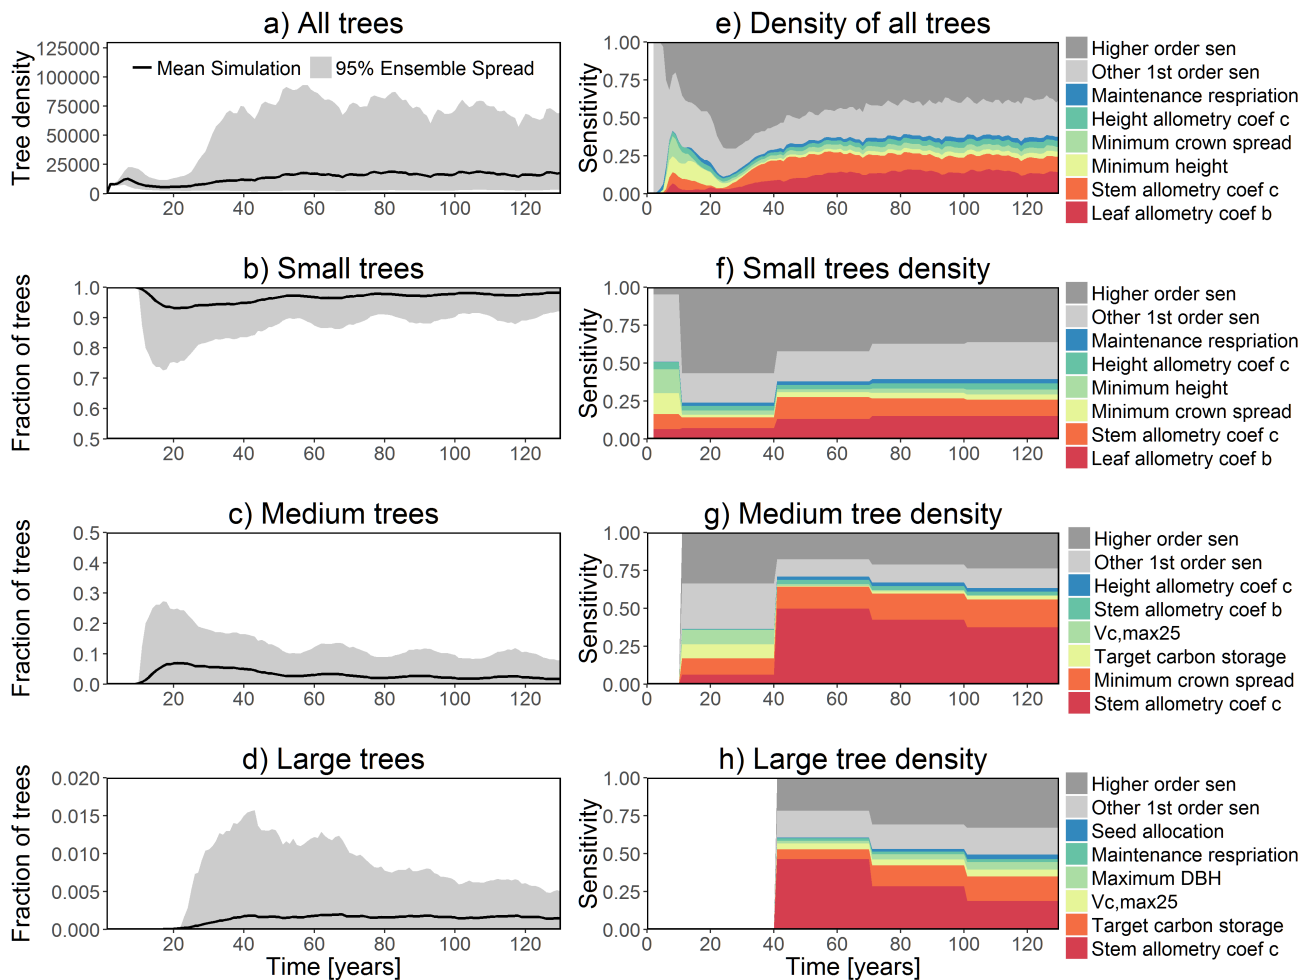 a) All trees
Tree density
125000
100000
75000
50000
25000
0
Mean Simulation
95% Ensemble Spread
20 40 60 80 100 120
e) Density of all trees
Sensitivity
1.00
0.75
0.50
0.25
0.00
0 20 40 60 80 100 120
Higher order sen
Other 1st order sen
Maintenance respriation
Height allometry coef c
Minimum crown spread
Minimum height
Stem allometry coef c
Leaf allometry coef b
b) Small trees
Fraction of trees
1.0
0.9
0.8
0.7
0.6
0.5
20 40 60 80 100 120
f) Small trees density
Sensitivity
1.00
0.75
0.50
0.25
0.00
0 20 40 60 80 100 120
Higher order sen
Other 1st order sen
Maintenance respriation
Height allometry coef c
Minimum height
Minimum crown spread
Stem allometry coef c
Leaf allometry coef b
c) Medium trees
Fraction of trees
0.5
0.4
0.3
0.2
0.1
0.0
20 40 60 80 100 120
g) Medium tree density
Sensitivity
1.00
0.75
0.50
0.25
0.00
0 20 40 60 80 100 120
Higher order sen
Other 1st order sen
Height allometry coef c
Stem allometry coef b
Vc,max25
Target carbon storage
Minimum crown spread
Stem allometry coef c
d) Large trees
Fraction of trees
0.020
0.015
0.010
0.005
0.000
20 40 60 80 100 120
Time [years]
h) Large tree density
Sensitivity
1.00
0.75
0.50
0.25
0.00
0 20 40 60 80 100 120
Time [years]
Higher order sen
Other 1st order sen
Seed allocation
Maintenance respriation
Maximum DBH
Vc,max25
Target carbon storage
Stem allometry coef c